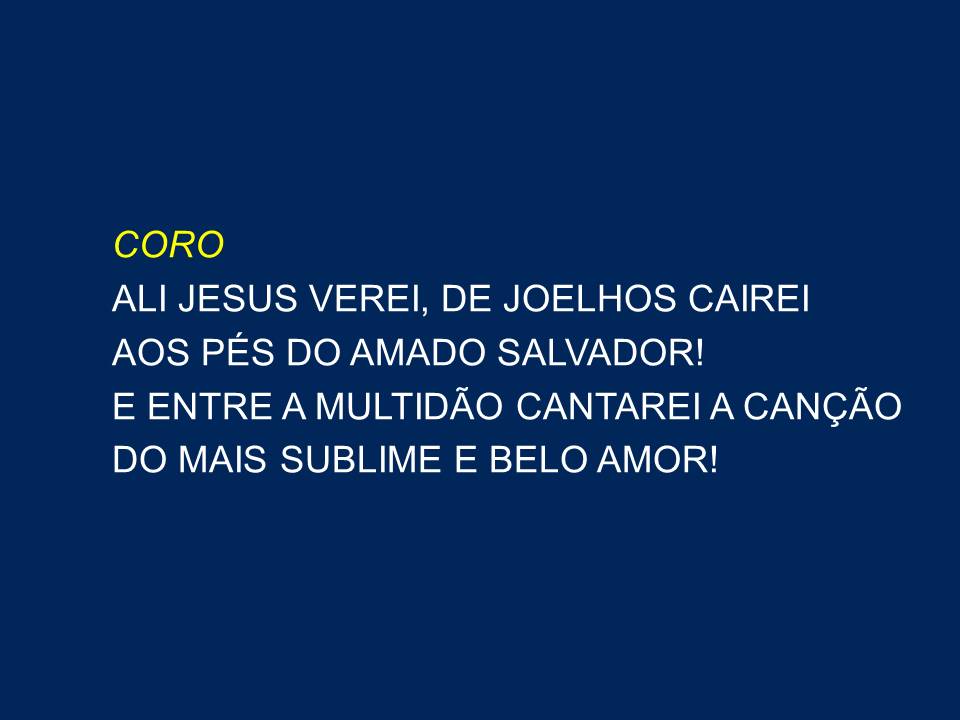 CORO
ALI JESUS VEREI, DE JOELHOS CAIREI
AOS PÉS DO AMADO SALVADOR!
E ENTRE A MULTIDÃO CANTAREI A CANÇÃO
DO MAIS SUBLIME E BELO AMOR!